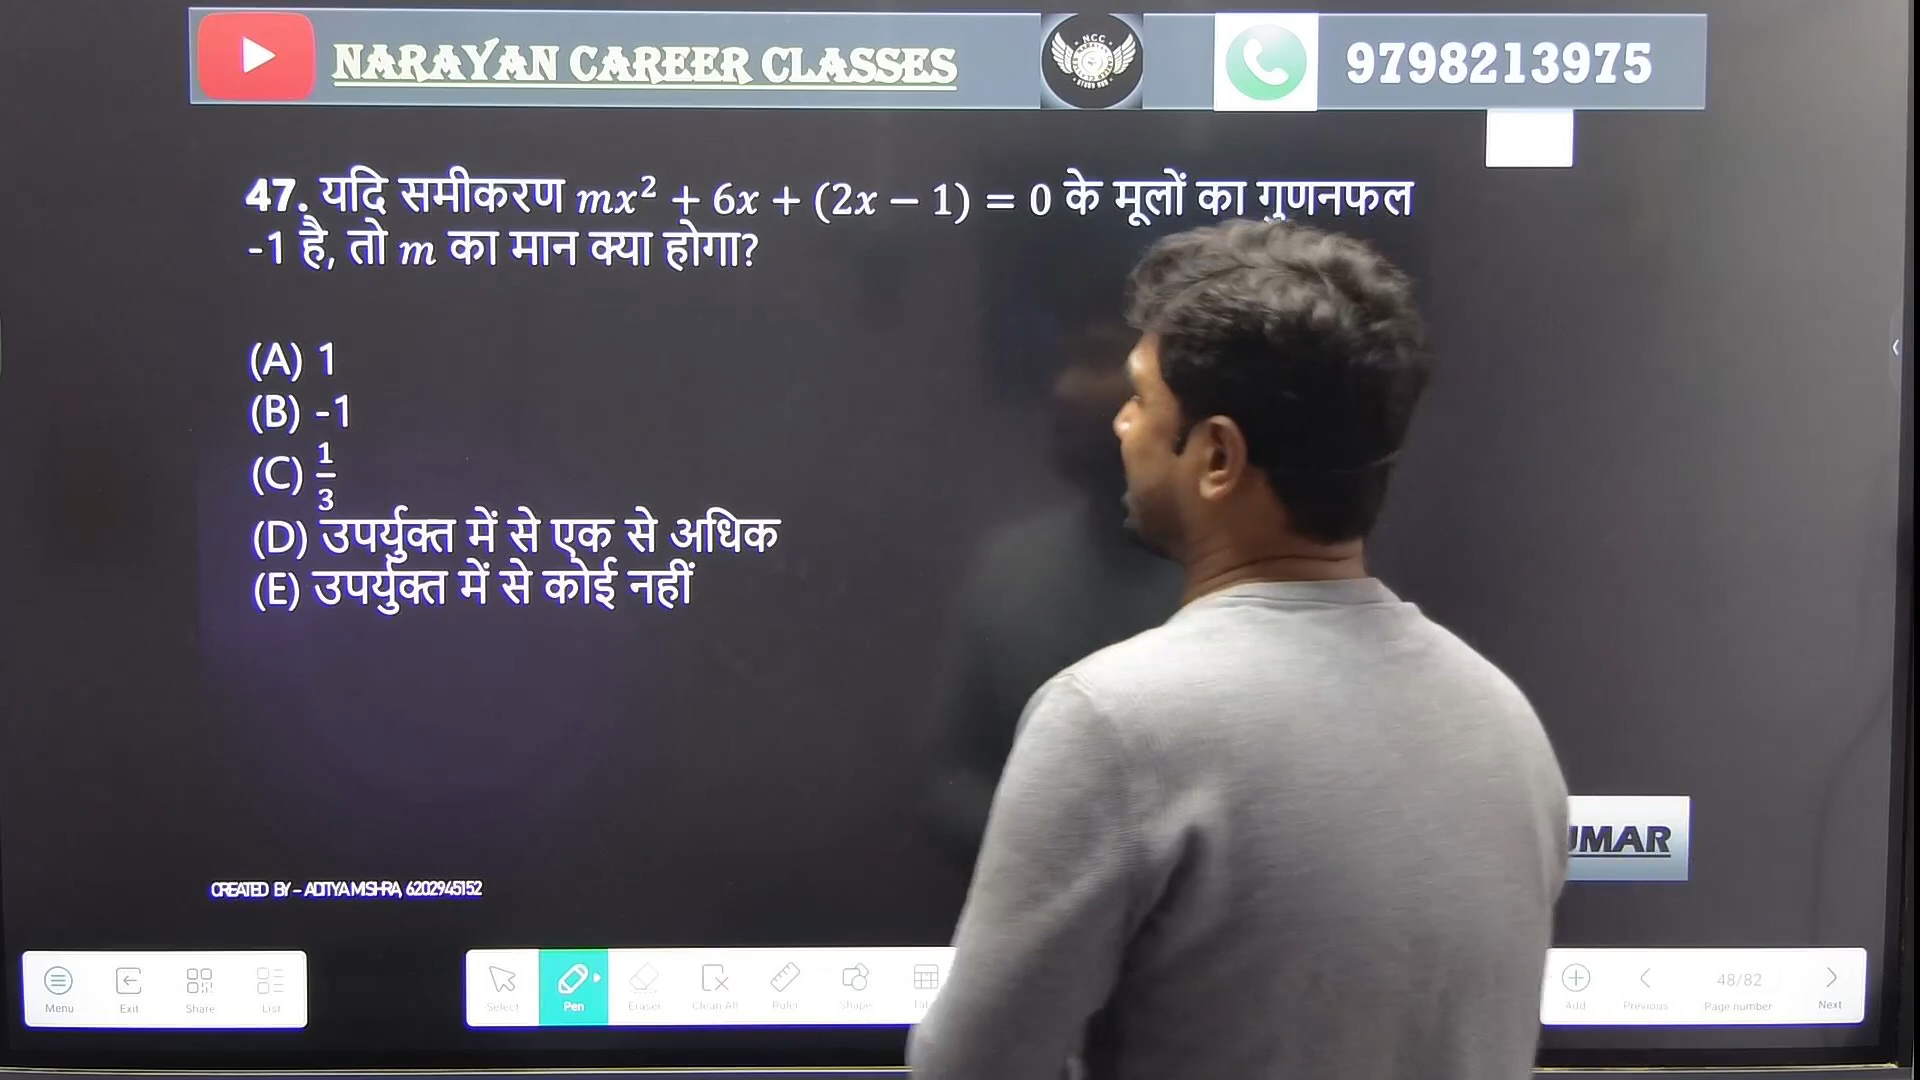 NARAYAN CAREER CLASSES
NCC
9798213975
47. यदि समीकरण mx² + 6x + (2x − 1) = 0 के मूलों का गुणनफल
-1 है, तो m का मान क्या होगा?
(A) 1
(B) -1
(C) 1/3
(D) उपर्युक्त में से एक से अधिक
(E) उपर्युक्त में से कोई नहीं
UMAR
CREATED BY – ADITYA MISHRA, 6202945152
Menu Exit Share List Select Pen Eraser Clean All Ruler Shape Add Previous 48/82 Page number Next